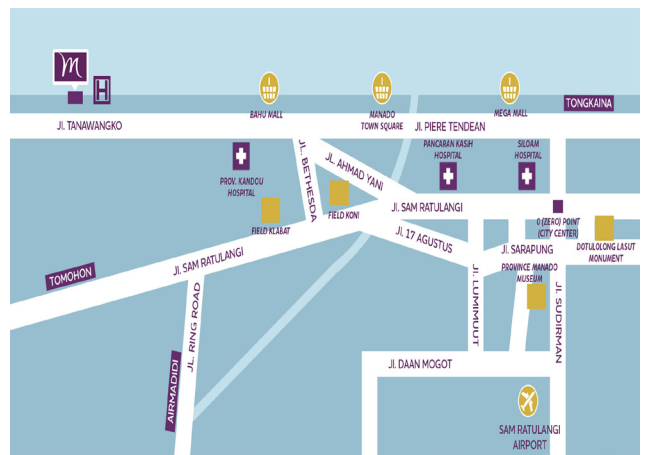 m
H
TONGKAINA
BAHU MALL
MANADO
TOWN SQUARE
MEGA MALL
Jl. TANAWANGKO
Jl. PIERE TENDEAN
PROV. KANDOU
HOSPITAL
JL. BETHESDA
JL. AHMAD YANI
PANCARAN KASIH
HOSPITAL
SILOAM
HOSPITAL
FIELD KLABAT
FIELD KONI
Jl. SAM RATULANGI
0 (ZERO) POINT
(CITY CENTER)
DOTULOLONG LASUT
MONUMENT
Jl. 17 AGUSTUS
Jl. SARAPUNG
TOMOHON
Jl. SAM RATULANGI
PROVINCE MANADO
MUSEUM
JL. RING ROAD
Jl. LUMIMUUT
Jl. SUDIRMAN
AIRMADIDI
Jl. DAAN MOGOT
SAM RATULANGI
AIRPORT